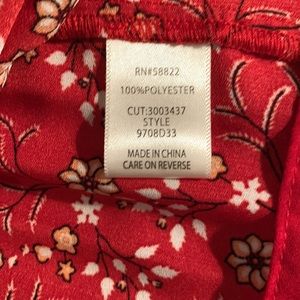 RN#58822
100%POLYESTER
CUT:3003437
STYLE
9708D33
MADE IN CHINA
CARE ON REVERSE